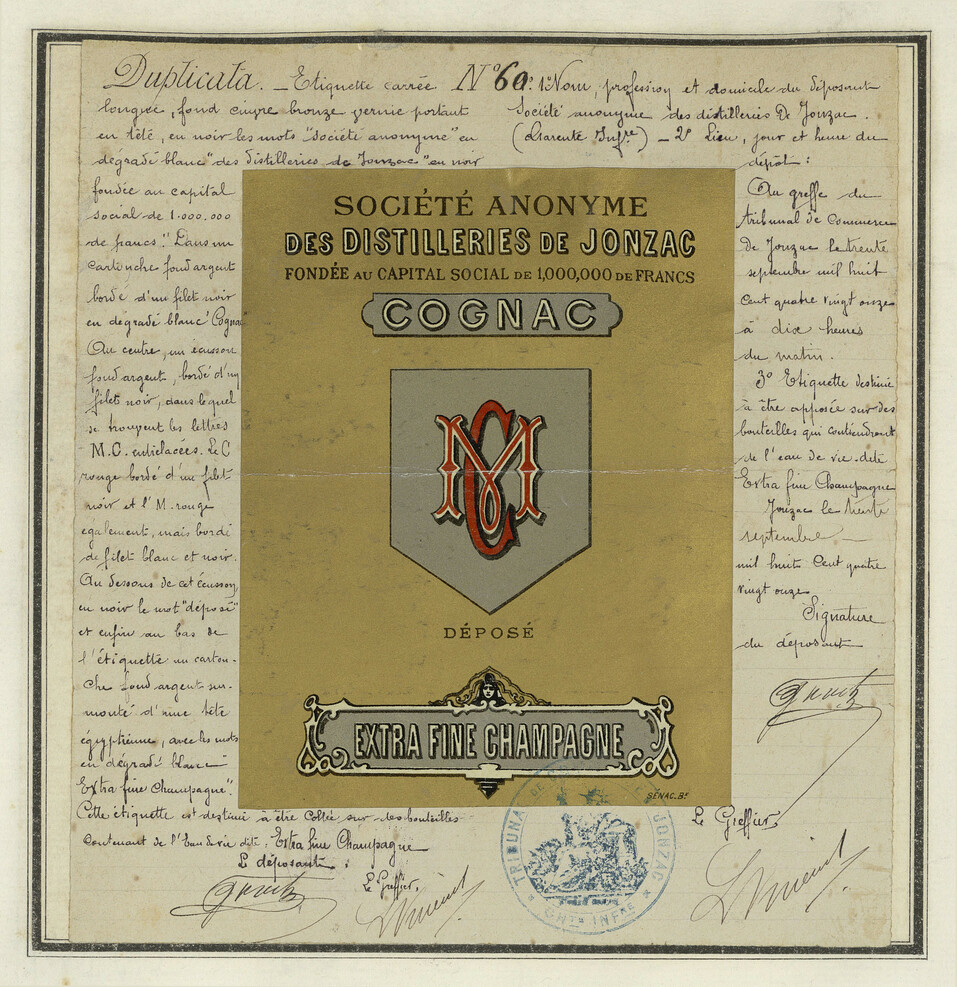 Duplicata. _ Etiquette carrée
longue, fond cuivre bronze vernie portant
en tête, en noir les mots "société anonyme" en
dégradé blanc "des distilleries de Jonzac" en noir
fondée au capital
social de 1.000.000
de francs". Dans un
cartouche fond argent
bordé d'un filet noir
en dégradé blanc "Cognac
Au centre, un écusson
fond argent, bordé d'un
filet noir, dans lequel
se trouvent les lettres
M.C. entrelacées. Le C
rouge bordé d'un filet
noir et l'M. rouge
également, mais bordé
de filet blanc et noir.
Au dessous de cet écusson,
en noir le mot "déposé"
et enfin au bas de
l'étiquette un cartou-
che fond argent sur-
monté d'une tête
égyptienne, avec les mots
en dégradé blanc
Extra fine Champagne".
Cette étiquette est destiné à être collée sur des bouteilles
contenant de l'Eau de vie dite: Extra fine Champagne
Le déposant
Le Greffier,
N° 60. 1° Nom, profession et domicile du déposant
Société anonyme des distilleries De Jonzac.
(Charente Infre) _ 2° Lieu, jour et heure du
dépôt:
Au greffe du
Tribunal de Commerce
De Jonzac le trente
septembre mil huit
cent quatre vingt onze
à dix heures
du matin.
3° Etiquette destiné
à être apposée sur des
bouteilles qui contiendront
de l'eau de vie dite
Extra fine Champagne
Jonzac le trente
septembre
mil huit cent quatre
vingt onze
Signature
du déposant
Le Greffier,
SOCIÉTÉ ANONYME
DES DISTILLERIES DE JONZAC
FONDÉE AU CAPITAL SOCIAL DE 1,000,000 DE FRANCS
COGNAC
MC
DÉPOSÉ
EXTRA FINE CHAMPAGNE
SÉNAC. Bx
TRIBUNAL DE JONZAC
CHTE INFRE